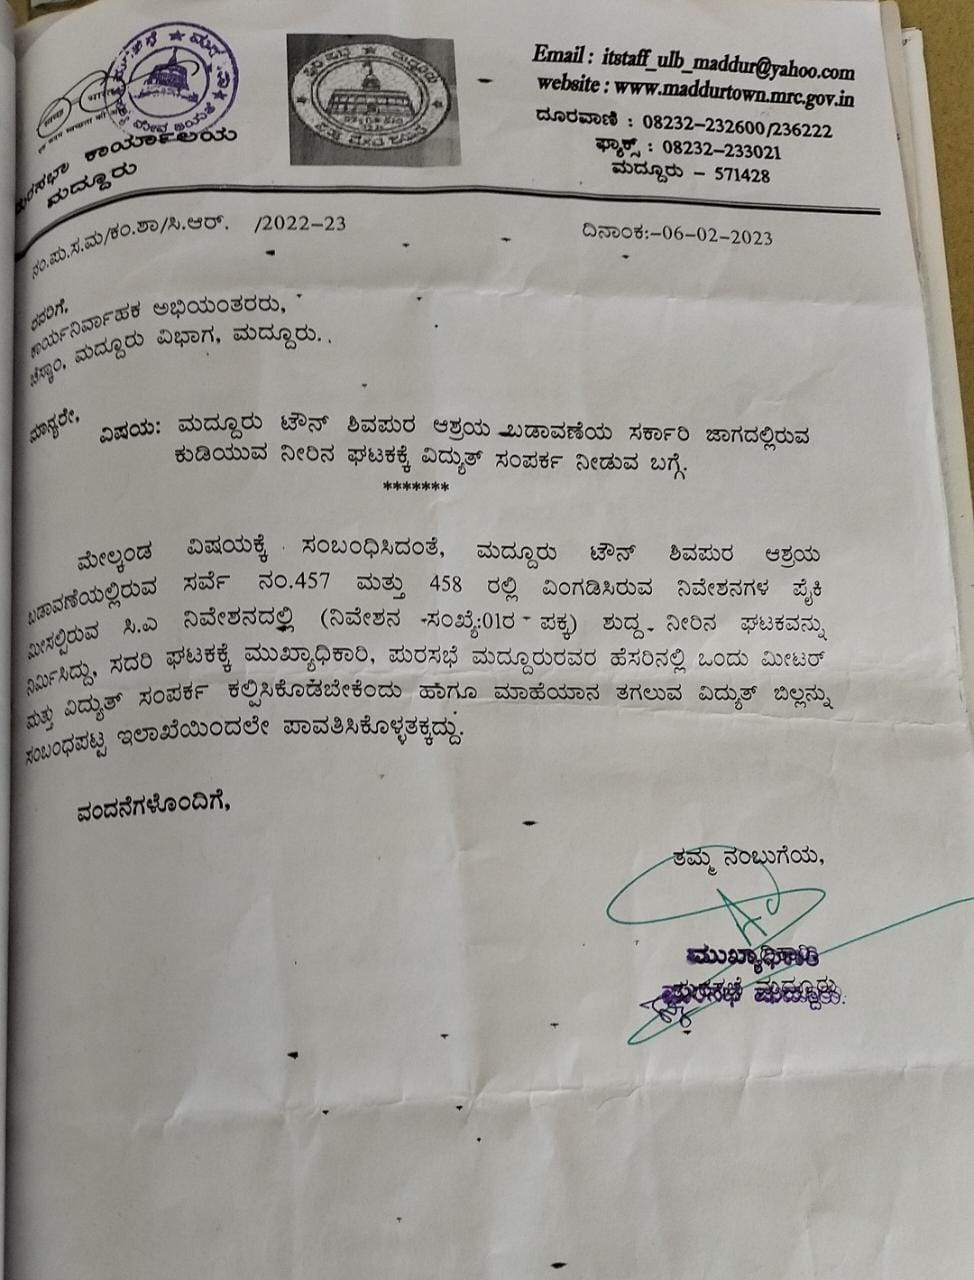 Email : itstaff_ulb_maddur@yahoo.com
website : www.maddurtown.mrc.gov.in
ದೂರವಾಣಿ : 08232-232600/236222
ಫ್ಯಾಕ್ಸ್ : 08232-233021
ಮದ್ದೂರು - 571428
ಪುರಸಭಾ ಕಾರ್ಯಾಲಯ
ಮದ್ದೂರು
ನಂ.ಪು.ಸ.ಮ/ಕಂ.ಶಾ/ಸಿ.ಆರ್. /2022-23
ದಿನಾಂಕ:-06-02-2023
ರವರಿಗೆ,
ಕಾರ್ಯನಿರ್ವಾಹಕ ಅಭಿಯಂತರರು,
ಚೆಸ್ಕಾಂ, ಮದ್ದೂರು ವಿಭಾಗ, ಮದ್ದೂರು..
ಮಾನ್ಯರೇ,
ವಿಷಯ: ಮದ್ದೂರು ಟೌನ್ ಶಿವಪುರ ಆಶ್ರಯ ಬಡಾವಣೆಯ ಸರ್ಕಾರಿ ಜಾಗದಲ್ಲಿರುವ
ಕುಡಿಯುವ ನೀರಿನ ಘಟಕಕ್ಕೆ ವಿದ್ಯುತ್ ಸಂಪರ್ಕ ನೀಡುವ ಬಗ್ಗೆ.
*******
ಮೇಲ್ಕಂಡ ವಿಷಯಕ್ಕೆ ಸಂಬಂಧಿಸಿದಂತೆ, ಮದ್ದೂರು ಟೌನ್ ಶಿವಪುರ ಆಶ್ರಯ
ಬಡಾವಣೆಯಲ್ಲಿರುವ ಸರ್ವೆ ನಂ.457 ಮತ್ತು 458 ರಲ್ಲಿ ವಿಂಗಡಿಸಿರುವ ನಿವೇಶನಗಳ ಪೈಕಿ
ಮೀಸಲ್ಪಿರುವ ಸಿ.ಎ ನಿವೇಶನದಲ್ಲಿ (ನಿವೇಶನ ಸಂಖ್ಯೆ:01ರ ಪಕ್ಕ) ಶುದ್ದ ನೀರಿನ ಘಟಕವನ್ನು
ನಿರ್ಮಿಸಿದ್ದು, ಸದರಿ ಘಟಕಕ್ಕೆ ಮುಖ್ಯಾಧಿಕಾರಿ, ಪುರಸಭೆ ಮದ್ದೂರುರವರ ಹೆಸರಿನಲ್ಲಿ ಒಂದು ಮೀಟರ್
ಮತ್ತು ವಿದ್ಯುತ್ ಸಂಪರ್ಕ ಕಲ್ಪಿಸಿಕೊಡಬೇಕೆಂದು ಹಾಗೂ ಮಾಹೆಯಾನ ತಗಲುವ ವಿದ್ಯುತ್ ಬಿಲ್ಲನ್ನು
ಸಂಬಂಧಪಟ್ಟ ಇಲಾಖೆಯಿಂದಲೇ ಪಾವತಿಸಿಕೊಳ್ಳತಕ್ಕದ್ದು.
ವಂದನೆಗಳೊಂದಿಗೆ,
ತಮ್ಮ ನಂಬುಗೆಯ,
ಮುಖ್ಯಾಧಿಕಾರಿ
ಪುರಸಭೆ ಮದ್ದೂರು.